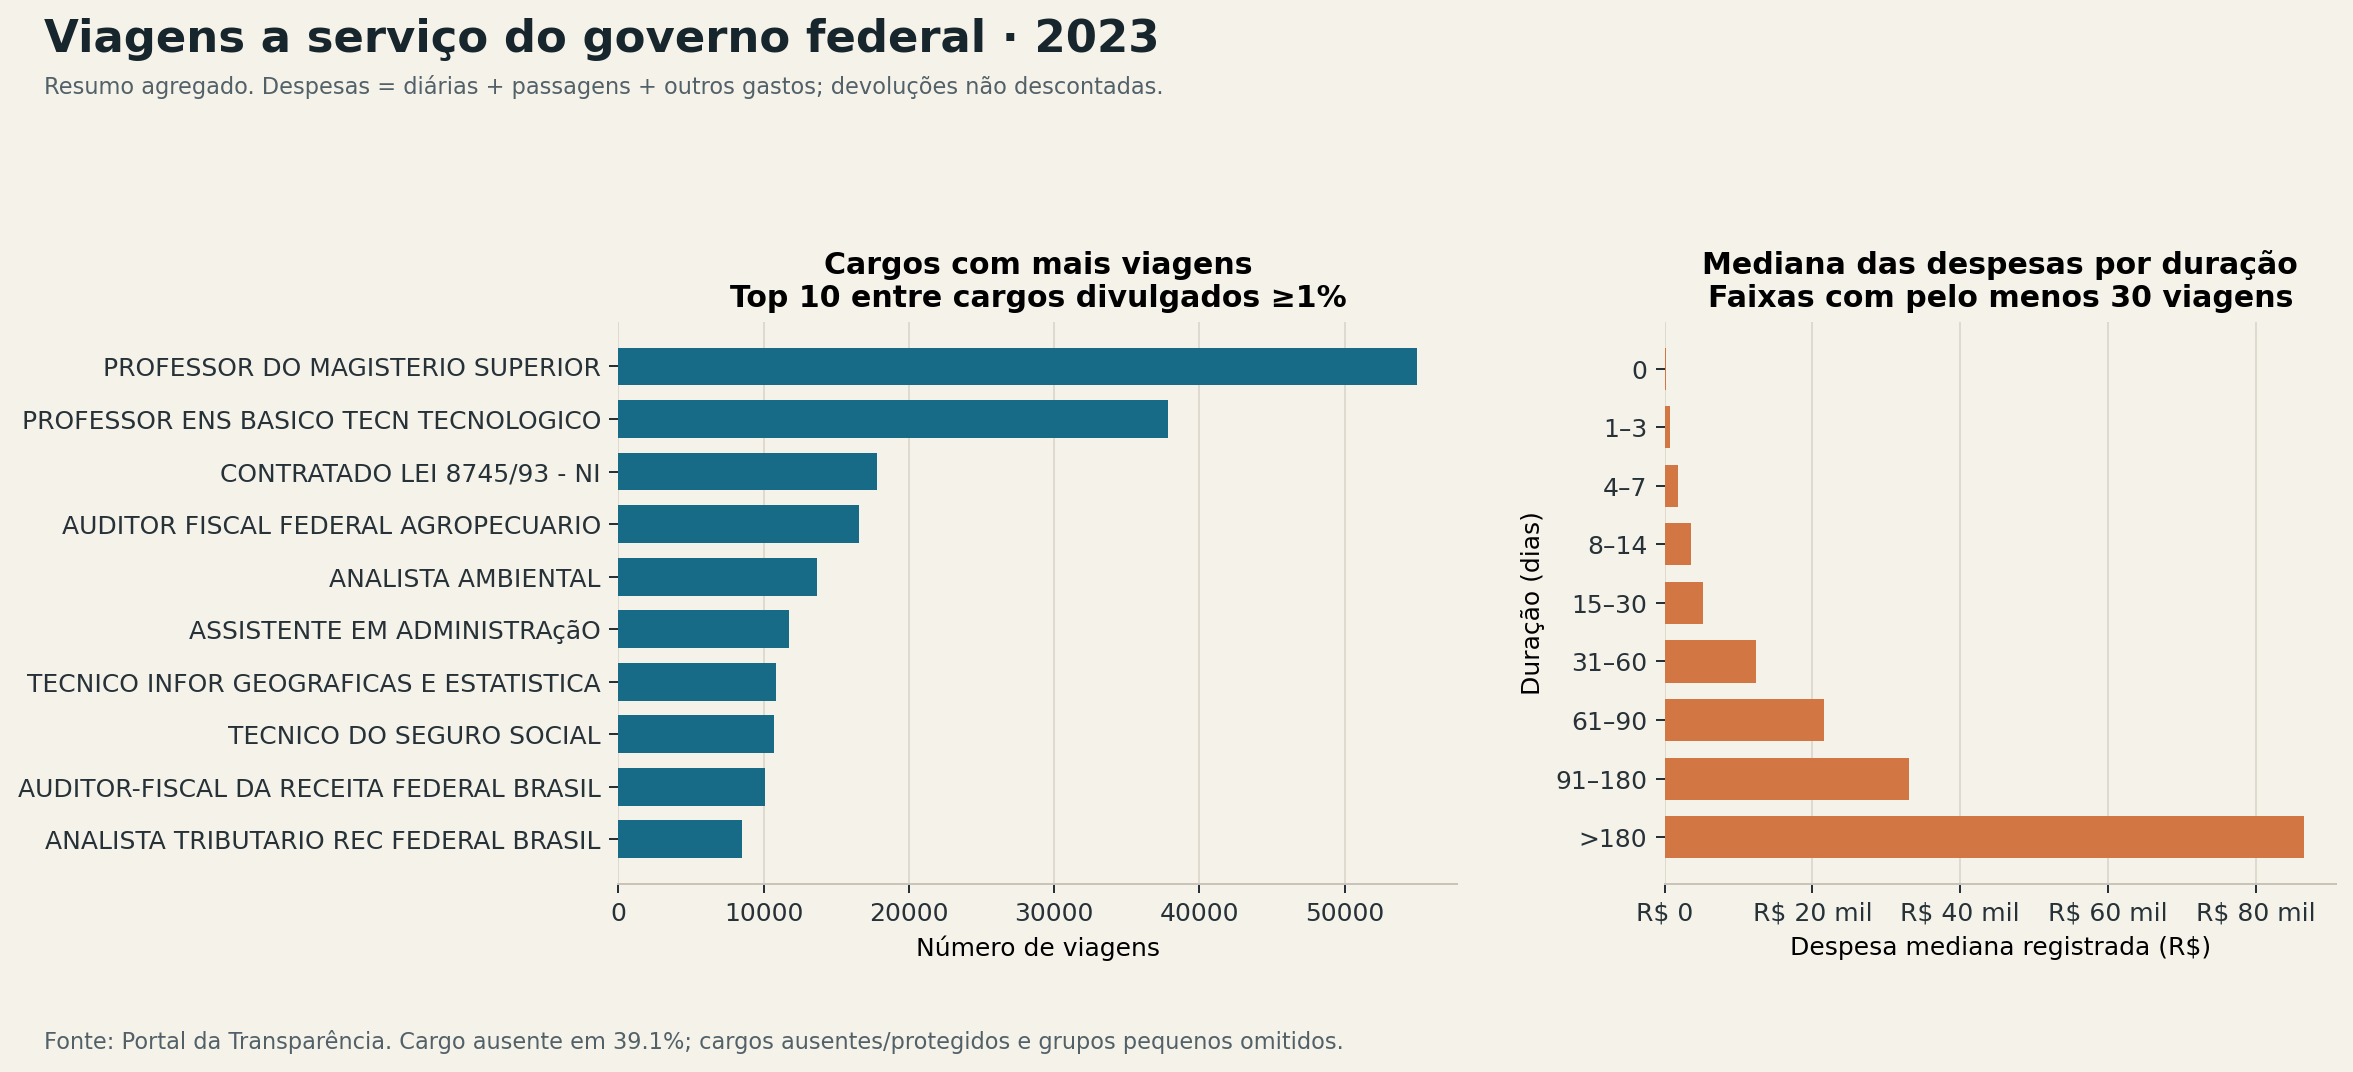 Viagens a serviço do governo federal · 2023
Resumo agregado. Despesas = diárias + passagens + outros gastos; devoluções não descontadas.
Cargos com mais viagens
Top 10 entre cargos divulgados ≥1%
PROFESSOR DO MAGISTERIO SUPERIOR
PROFESSOR ENS BASICO TECN TECNOLOGICO
CONTRATADO LEI 8745/93 - NI
AUDITOR FISCAL FEDERAL AGROPECUARIO
ANALISTA AMBIENTAL
ASSISTENTE EM ADMINISTRAçãO
TECNICO INFOR GEOGRAFICAS E ESTATISTICA
TECNICO DO SEGURO SOCIAL
AUDITOR-FISCAL DA RECEITA FEDERAL BRASIL
ANALISTA TRIBUTARIO REC FEDERAL BRASIL
0 10000 20000 30000 40000 50000
Número de viagens
Mediana das despesas por duração
Faixas com pelo menos 30 viagens
Duração (dias)
0
1–3
4–7
8–14
15–30
31–60
61–90
91–180
>180
R$ 0 R$ 20 mil R$ 40 mil R$ 60 mil R$ 80 mil
Despesa mediana registrada (R$)
Fonte: Portal da Transparência. Cargo ausente em 39.1%; cargos ausentes/protegidos e grupos pequenos omitidos.